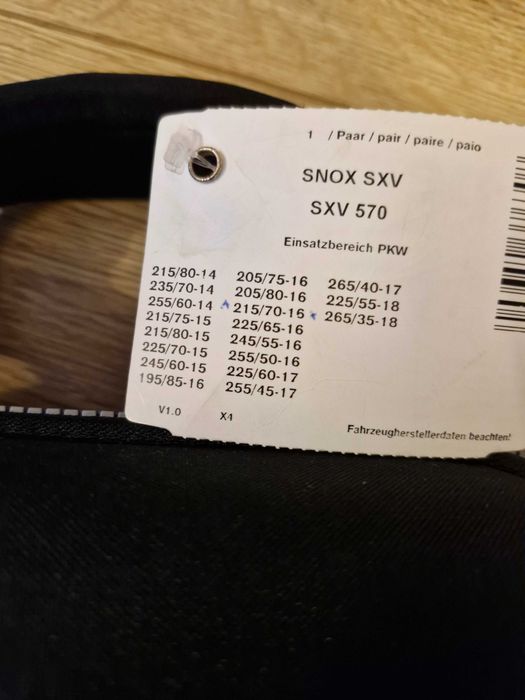 1 / Paar / pair / paire / paio
SNOX SXV
SXV 570
Einsatzbereich PKW
215/80-14 205/75-16 265/40-17
235/70-14 205/80-16 225/55-18
255/60-14 215/70-16 265/35-18
215/75-15 225/65-16
215/80-15 245/55-16
225/70-15 255/50-16
245/60-15 225/60-17
195/85-16 255/45-17
V1.0 X4
Fahrzeugherstellerdaten beachten!